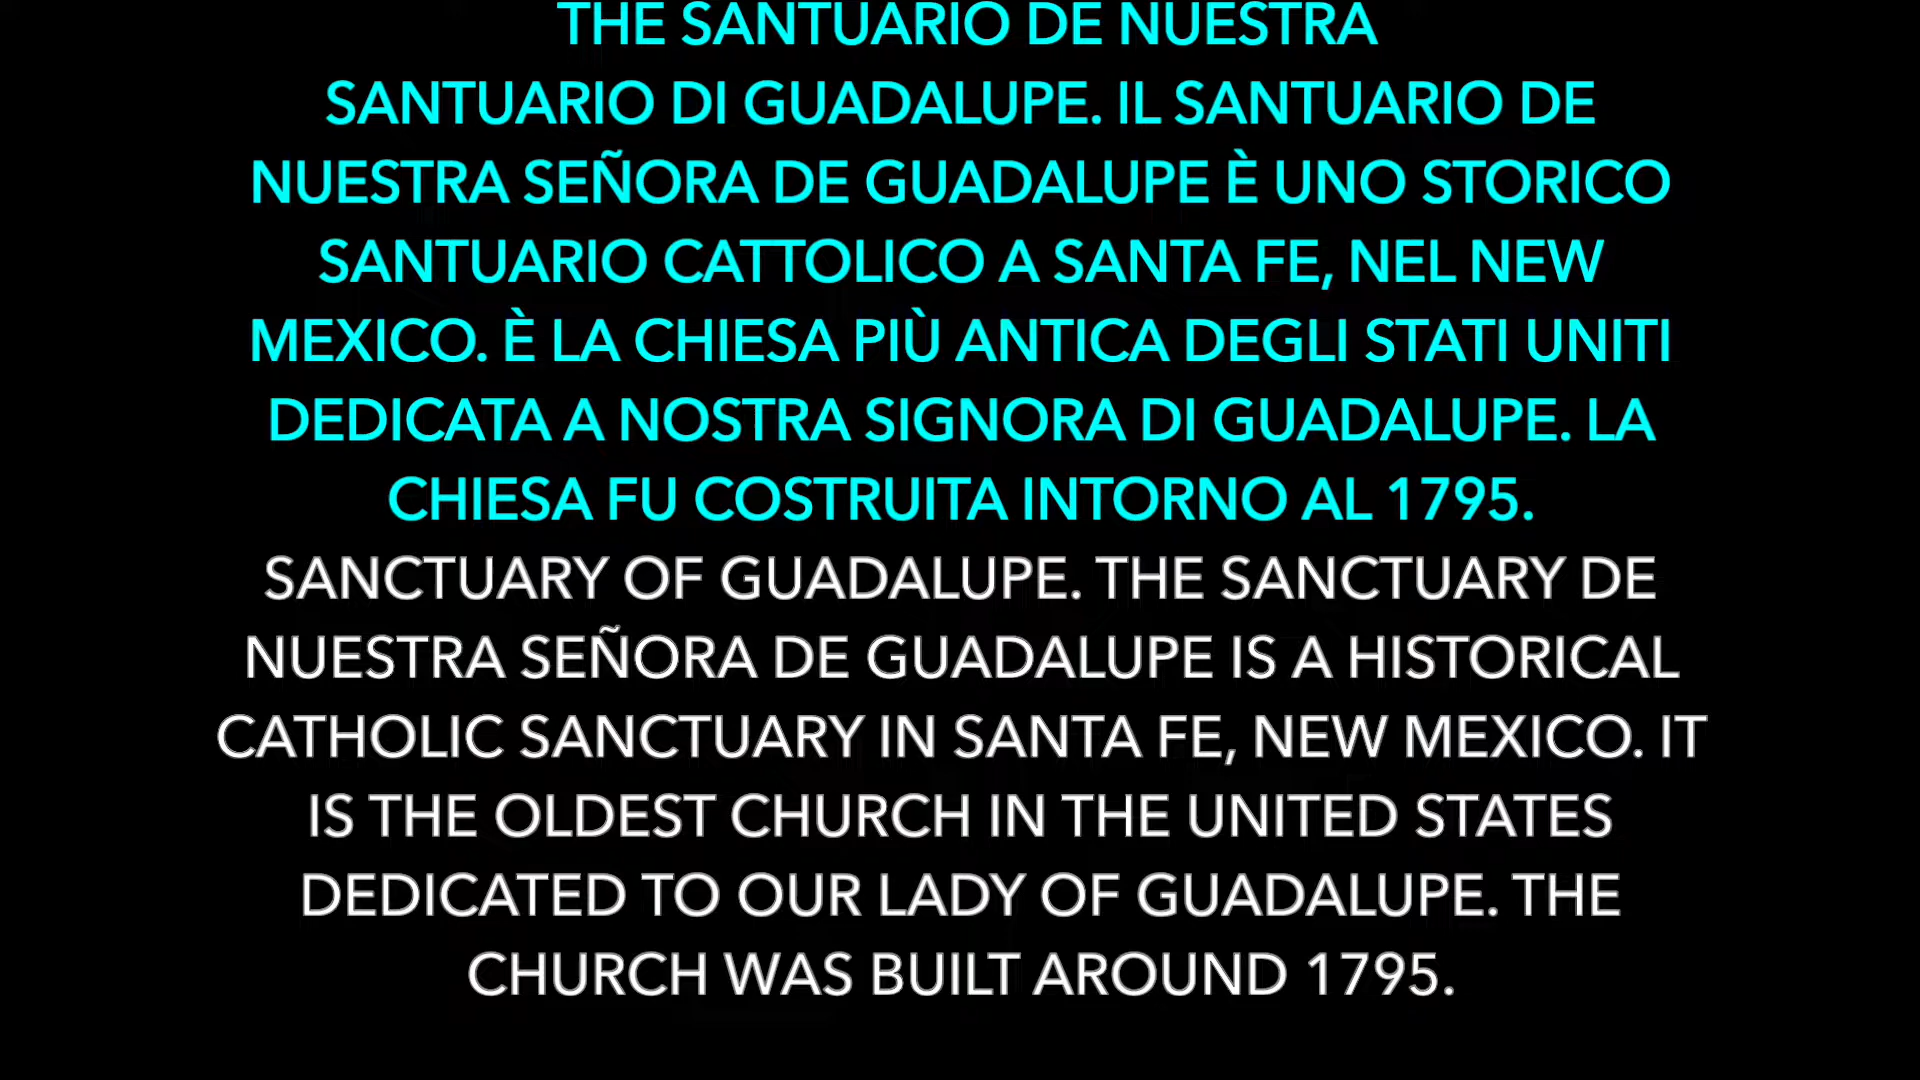 THE SANTUARIO DE NUESTRA
SANTUARIO DI GUADALUPE. IL SANTUARIO DE
NUESTRA SEÑORA DE GUADALUPE È UNO STORICO
SANTUARIO CATTOLICO A SANTA FE, NEL NEW
MEXICO. È LA CHIESA PIÙ ANTICA DEGLI STATI UNITI
DEDICATA A NOSTRA SIGNORA DI GUADALUPE. LA
CHIESA FU COSTRUITA INTORNO AL 1795.
SANCTUARY OF GUADALUPE. THE SANCTUARY DE
NUESTRA SEÑORA DE GUADALUPE IS A HISTORICAL
CATHOLIC SANCTUARY IN SANTA FE, NEW MEXICO. IT
IS THE OLDEST CHURCH IN THE UNITED STATES
DEDICATED TO OUR LADY OF GUADALUPE. THE
CHURCH WAS BUILT AROUND 1795.